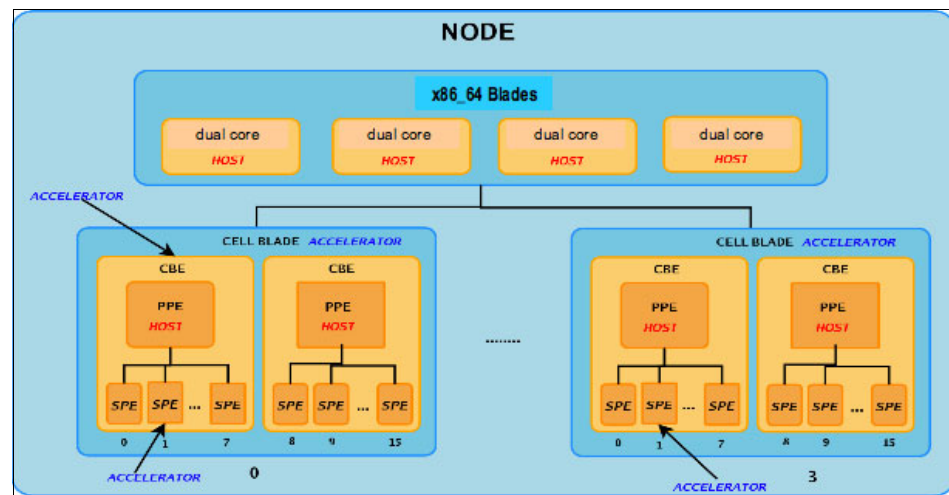 NODE
x86_64 Blades
dual core dual core dual core dual core
HOST HOST HOST HOST
ACCELERATOR
CELL BLADE ACCELERATOR CELL BLADE ACCELERATOR
CBE CBE CBE CBE
PPE PPE PPE PPE
HOST HOST HOST HOST
........
SPE SPE ... SPE SPE SPE ... SPE SPE SPE ... SPE SPE SPE ... SPE
0 1 7 8 9 15 0 1 7 8 9 15
ACCELERATOR 0 ACCELERATOR 3